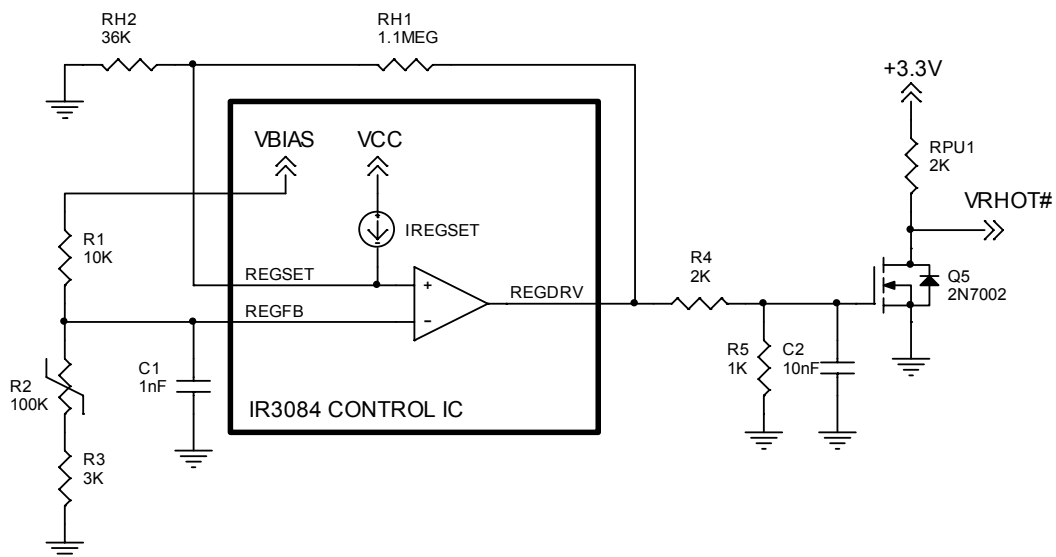 RH2
36K
RH1
1.1MEG
+3.3V
VBIAS
VCC
RPU1
2K
VRHOT#
R1
10K
IREGSET
REGSET
+
REGDRV
R4
2K
Q5
2N7002
REGFB
-
R2
100K
C1
1nF
R5
1K
C2
10nF
IR3084 CONTROL IC
R3
3K